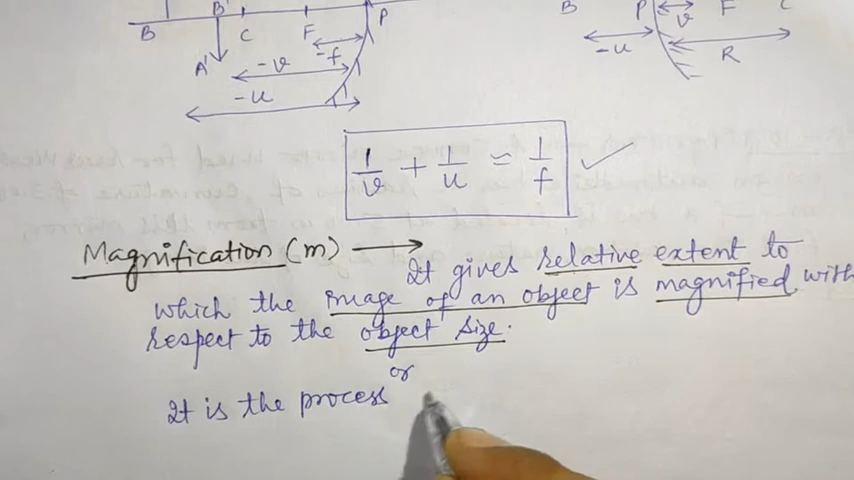 B B' C F P
A' -v -f
-u
B P v F C
-u R
1/v + 1/u = 1/f ✓
Magnification (m) → It gives relative extent to
which the image of an object is magnified with
respect to the object size.
or
It is the process